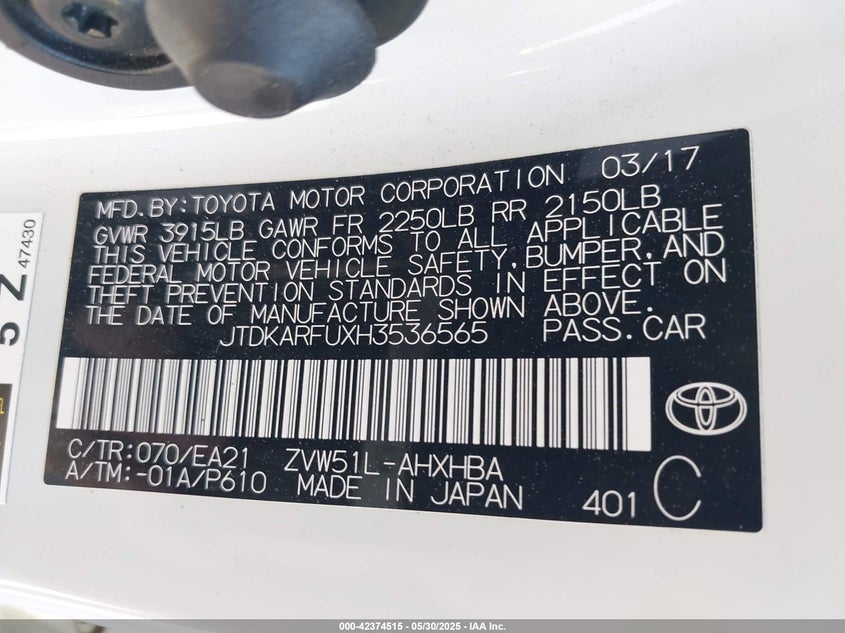 MFD.BY:TOYOTA MOTOR CORPORATION 03/17
GVWR 3915LB GAWR FR 2250LB RR 2150LB
THIS VEHICLE CONFORMS TO ALL APPLICABLE
FEDERAL MOTOR VEHICLE SAFETY,BUMPER,AND
THEFT PREVENTION STANDARDS IN EFFECT ON
THE DATE OF MANUFACTURE SHOWN ABOVE.
JTDKARFUXH3536565 PASS.CAR
C/TR:070/EA21 ZVW51L-AHXHBA
A/TM:-01A/P610 MADE IN JAPAN 401 C
5 Z
47430
000-42374515 - 05/30/2025 - IAA Inc.